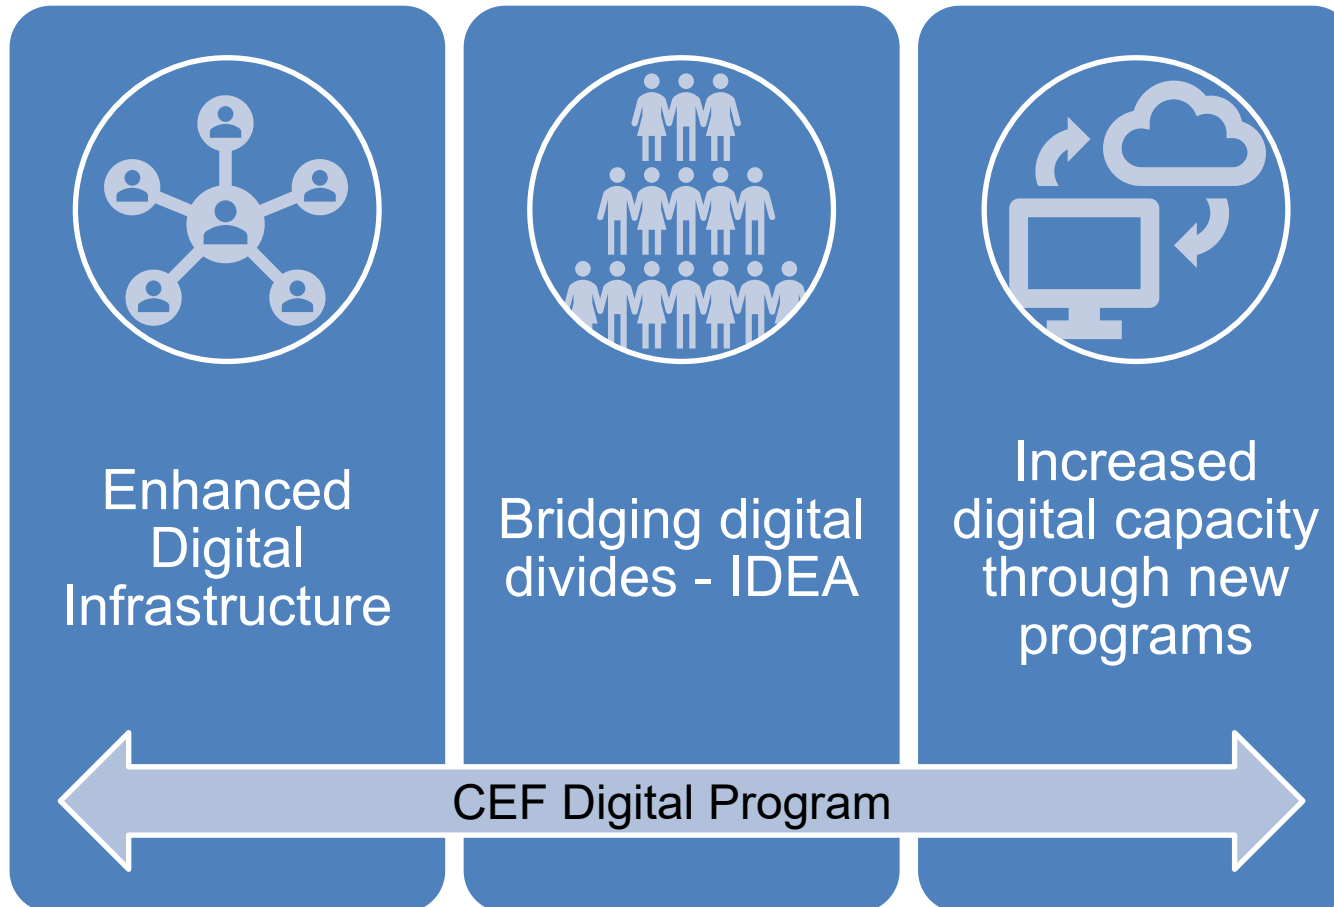 Enhanced
Digital
Infrastructure
Bridging digital
divides - IDEA
Increased
digital capacity
through new
programs
CEF Digital Program